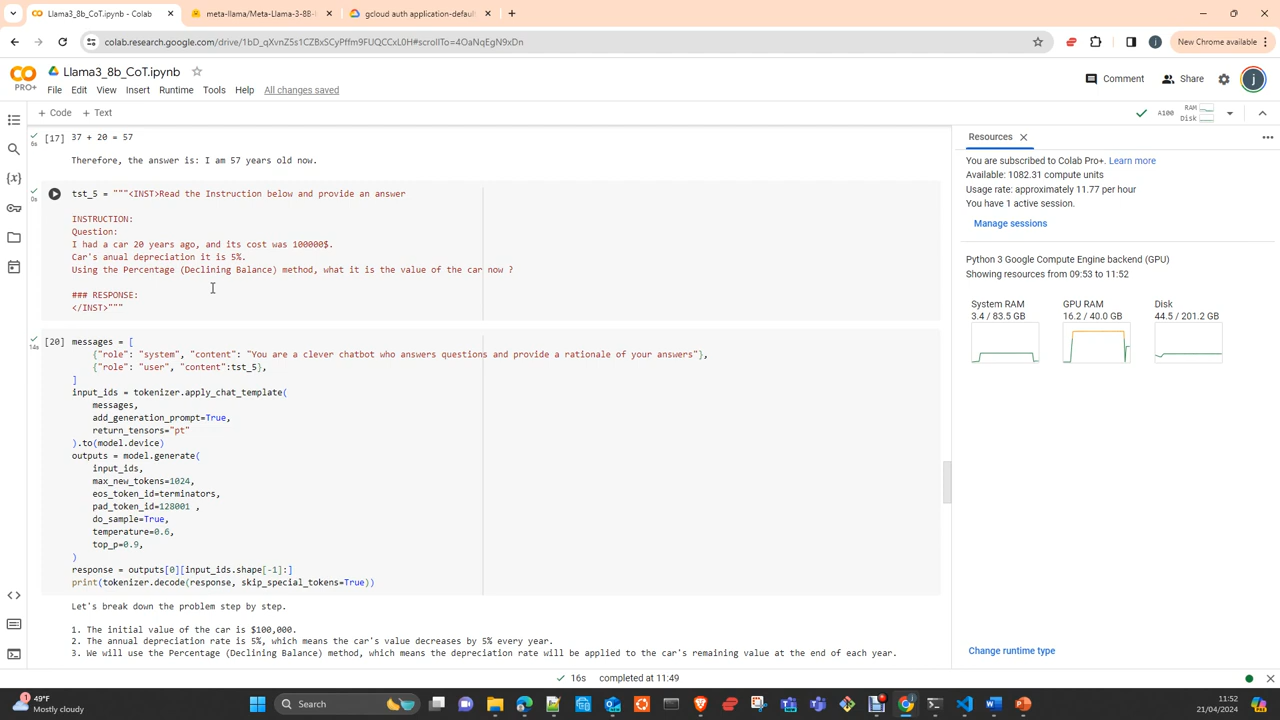 Llama3_8b_CoT.ipynb - Colab
meta-llama/Meta-Llama-3-8B-I
gcloud auth application-default
colab.research.google.com/drive/1bD_qXvnZ5s1CZBxSCyPffm9FUQCCxL0H#scrollTo=4OaNqEgN9xDn
New Chrome available
Llama3_8b_CoT.ipynb
PRO+
File Edit View Insert Runtime Tools Help All changes saved
Comment Share j
+ Code + Text
A100 RAM Disk
[17] 37 + 20 = 57
6s
Therefore, the answer is: I am 57 years old now.
0s
tst_5 = """<INST>Read the Instruction below and provide an answer
INSTRUCTION:
Question:
I had a car 20 years ago, and its cost was 100000$.
Car's anual depreciation it is 5%.
Using the Percentage (Declining Balance) method, what it is the value of the car now ?
### RESPONSE:
</INST>"""
14s
[20] messages = [
{"role": "system", "content": "You are a clever chatbot who answers questions and provide a rationale of your answers"},
{"role": "user", "content":tst_5},
]
input_ids = tokenizer.apply_chat_template(
messages,
add_generation_prompt=True,
return_tensors="pt"
).to(model.device)
outputs = model.generate(
input_ids,
max_new_tokens=1024,
eos_token_id=terminators,
pad_token_id=128001 ,
do_sample=True,
temperature=0.6,
top_p=0.9,
)
response = outputs[0][input_ids.shape[-1]:]
print(tokenizer.decode(response, skip_special_tokens=True))
Let's break down the problem step by step.
1. The initial value of the car is $100,000.
2. The annual depreciation rate is 5%, which means the car's value decreases by 5% every year.
3. We will use the Percentage (Declining Balance) method, which means the depreciation rate will be applied to the car's remaining value at the end of each year.
Resources
You are subscribed to Colab Pro+. Learn more
Available: 1082.31 compute units
Usage rate: approximately 11.77 per hour
You have 1 active session.
Manage sessions
Python 3 Google Compute Engine backend (GPU)
Showing resources from 09:53 to 11:52
System RAM
3.4 / 83.5 GB
GPU RAM
16.2 / 40.0 GB
Disk
44.5 / 201.2 GB
Change runtime type
16s completed at 11:49
49°F
Mostly cloudy
Search
11:52
21/04/2024